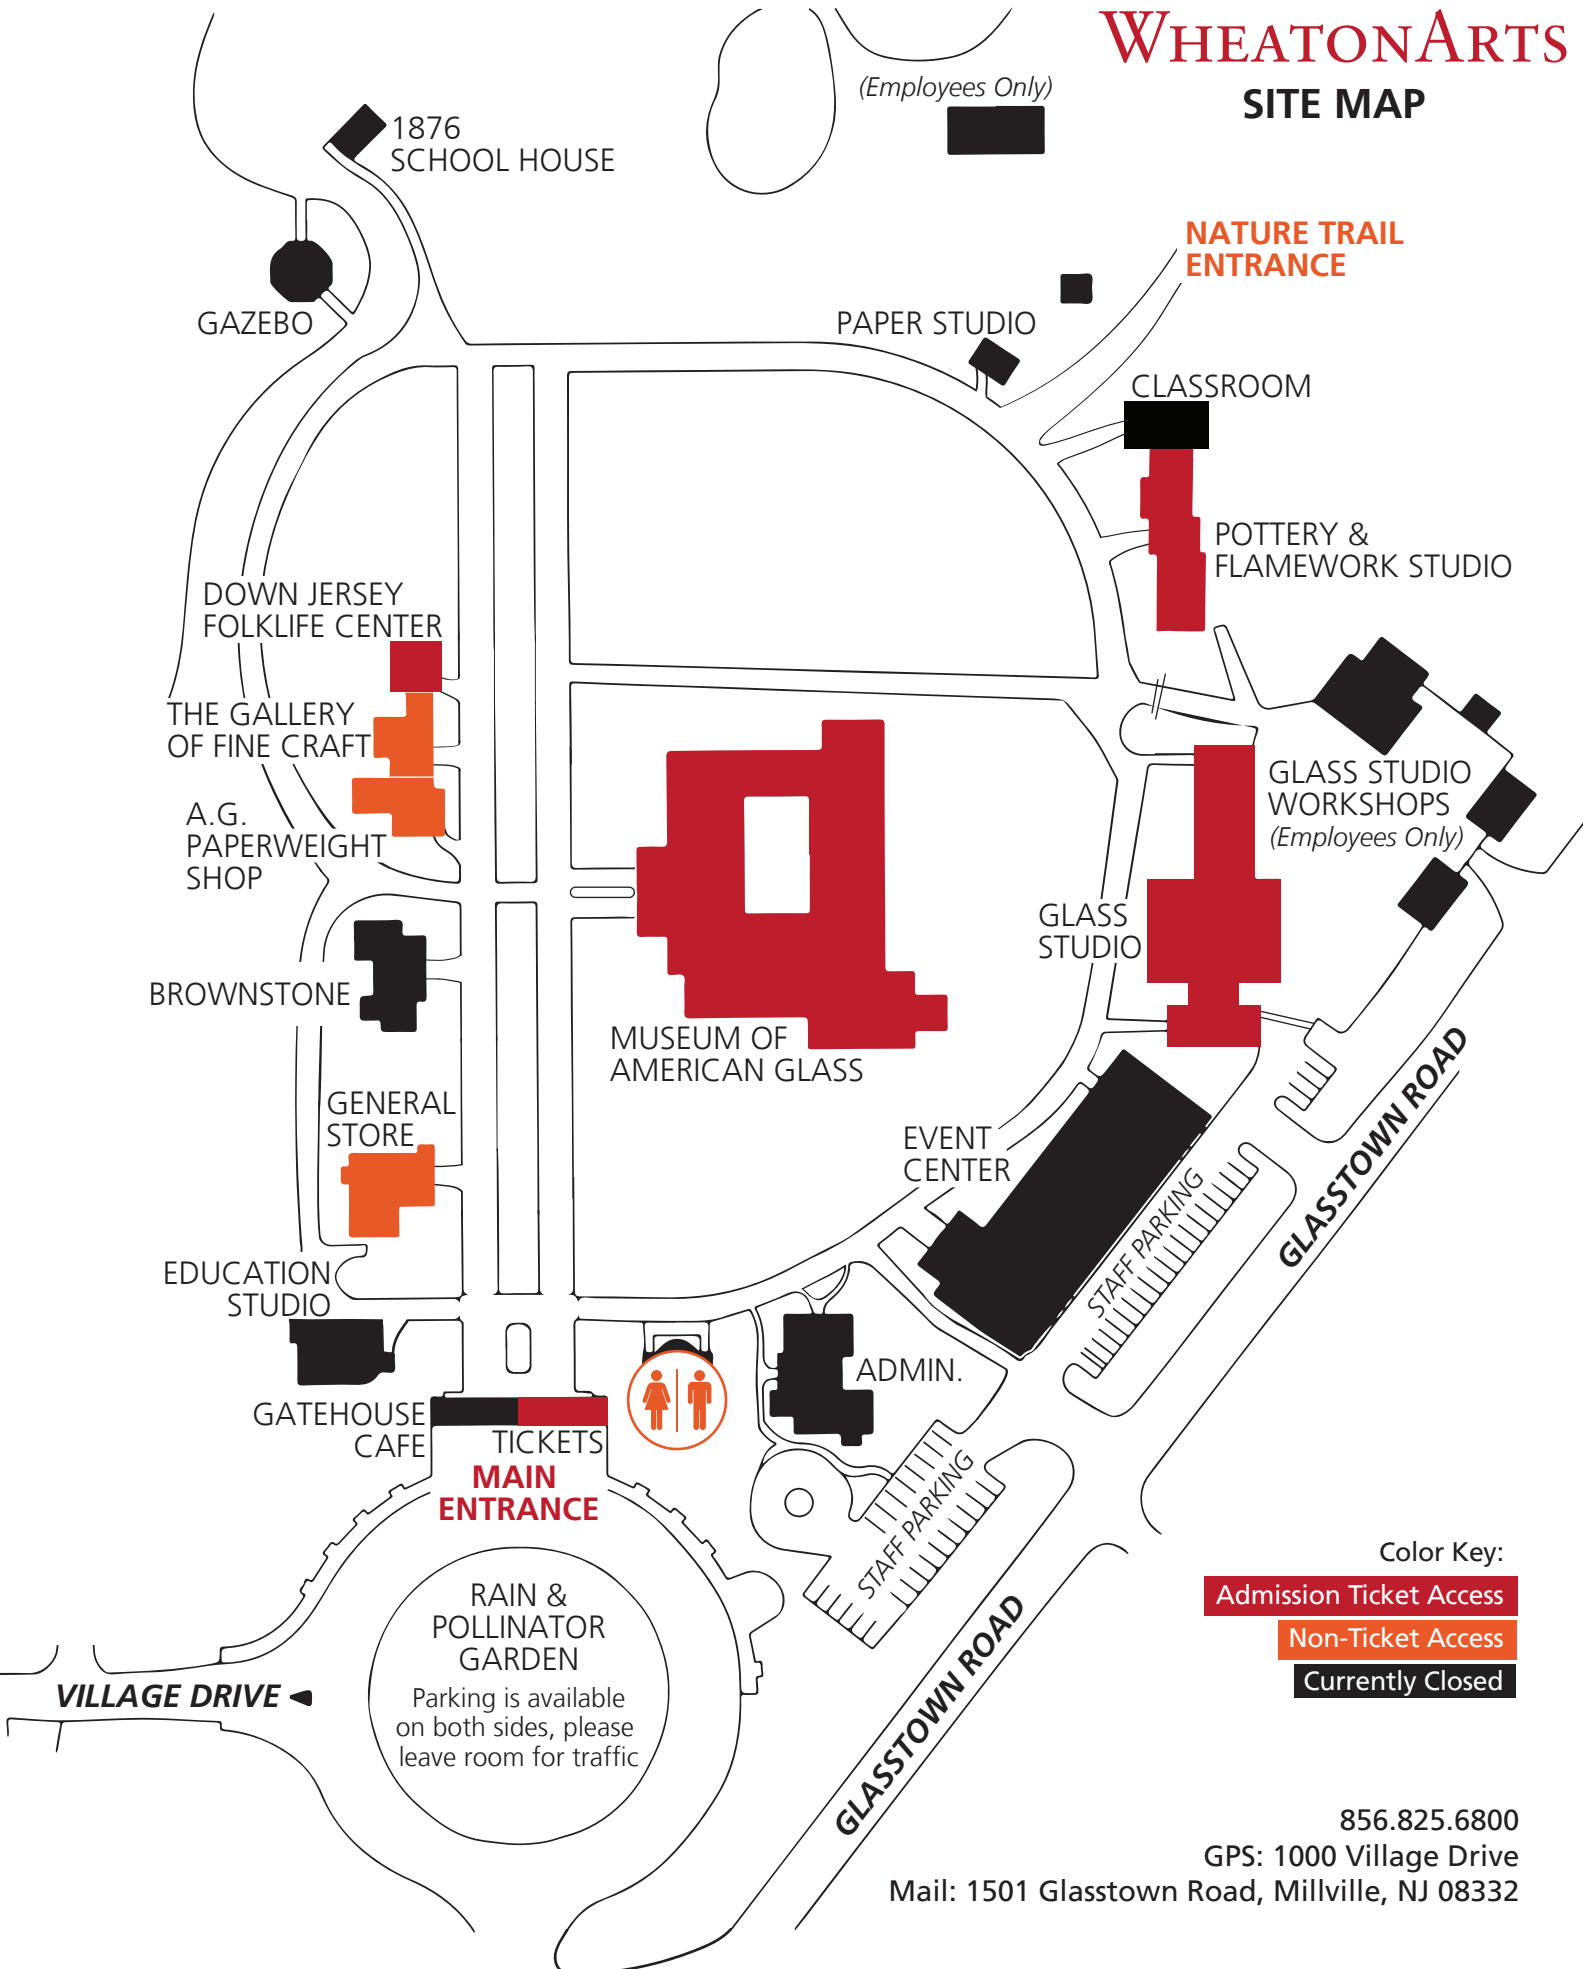 WHEATONARTS
SITE MAP
(Employees Only)
1876
SCHOOL HOUSE
NATURE TRAIL
ENTRANCE
GAZEBO
PAPER STUDIO
CLASSROOM
POTTERY &
FLAMEWORK STUDIO
DOWN JERSEY
FOLKLIFE CENTER
THE GALLERY
OF FINE CRAFT
A.G.
PAPERWEIGHT
SHOP
GLASS STUDIO
WORKSHOPS
(Employees Only)
GLASS
STUDIO
BROWNSTONE
MUSEUM OF
AMERICAN GLASS
GENERAL
STORE
EVENT
CENTER
STAFF PARKING
GLASSTOWN ROAD
EDUCATION
STUDIO
ADMIN.
GATEHOUSE
CAFE
TICKETS
MAIN
ENTRANCE
STAFF PARKING
RAIN &
POLLINATOR
GARDEN
Parking is available
on both sides, please
leave room for traffic
VILLAGE DRIVE
GLASSTOWN ROAD
Color Key:
Admission Ticket Access
Non-Ticket Access
Currently Closed
856.825.6800
GPS: 1000 Village Drive
Mail: 1501 Glasstown Road, Millville, NJ 08332